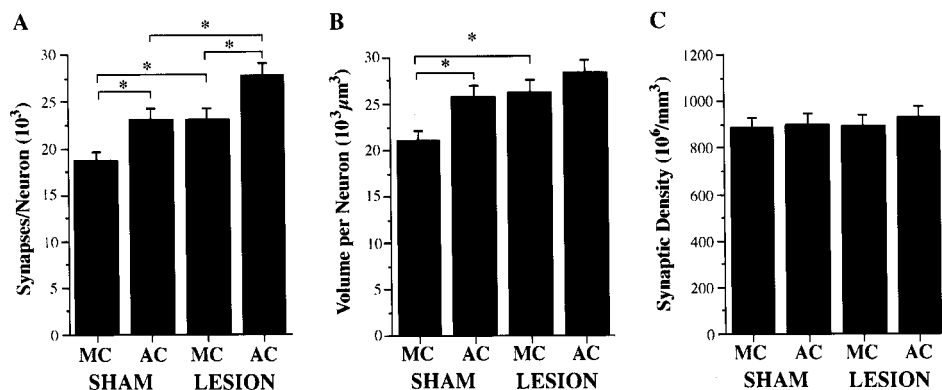 A
Synapses/Neuron (10-3)
30
25
20
15
10
5
0
*
*
*
*
MC AC MC AC
SHAM LESION
B
Volume per Neuron (10³µm³)
30
25
20
15
10
5
0
*
*
MC AC MC AC
SHAM LESION
C
Synaptic Density (10⁶/mm³)
1200
1000
800
600
400
200
0
MC AC MC AC
SHAM LESION